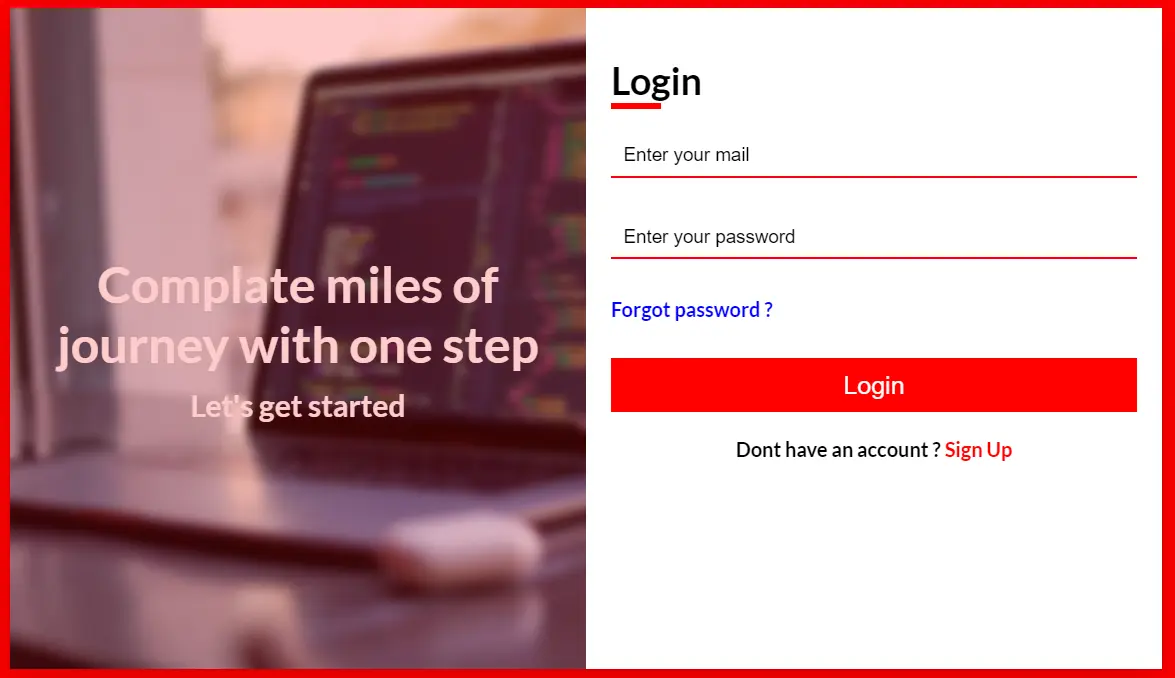 Complate miles of
journey with one step
Let's get started
Login
Enter your mail
Enter your password
Forgot password ?
Login
Dont have an account ? Sign Up